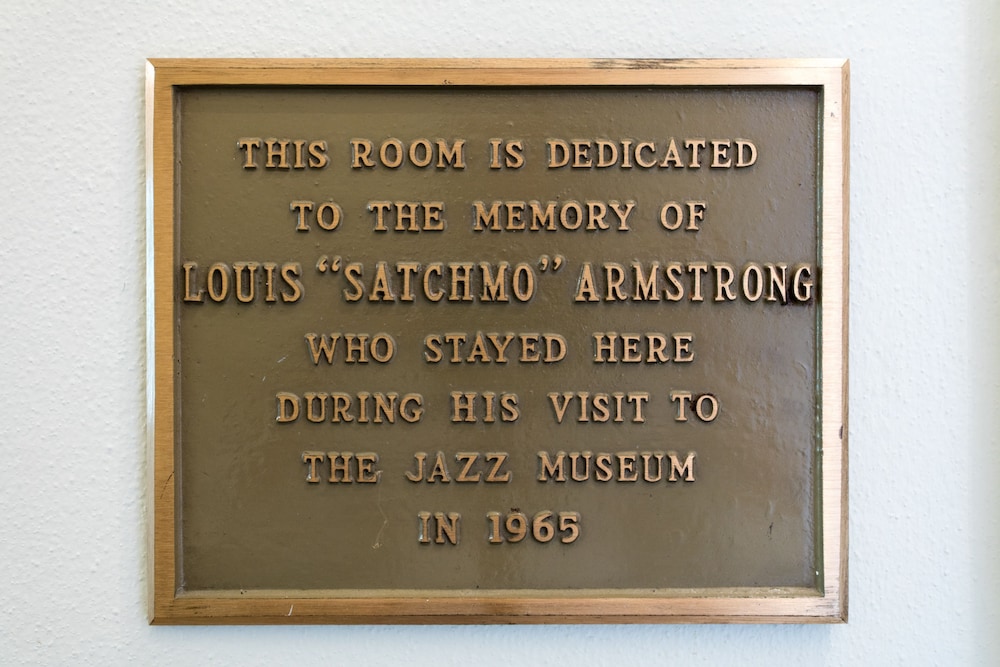 THIS ROOM IS DEDICATED
TO THE MEMORY OF
LOUIS “SATCHMO” ARMSTRONG
WHO STAYED HERE
DURING HIS VISIT TO
THE JAZZ MUSEUM
IN 1965